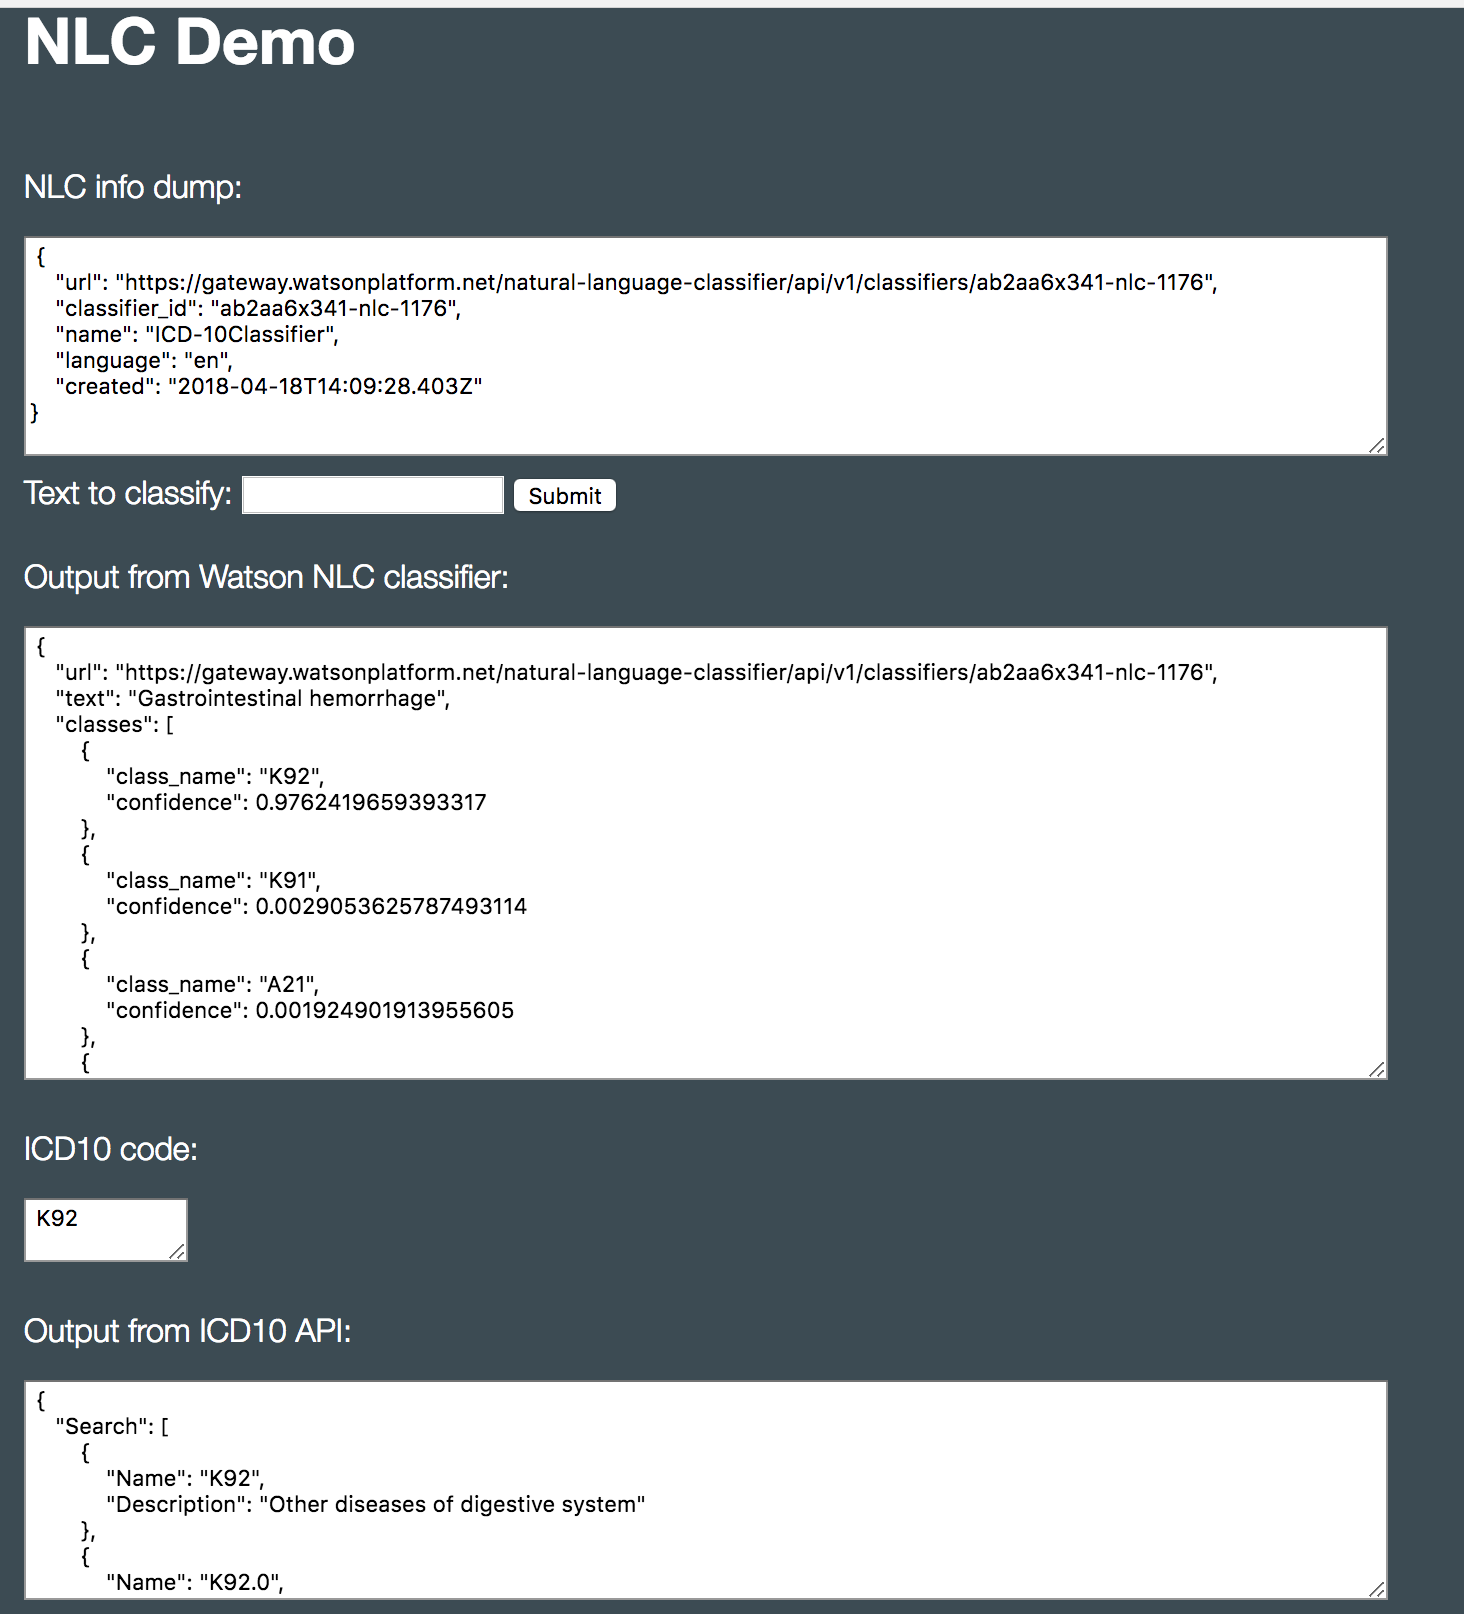 NLC Demo
NLC info dump:
{
"url": "https://gateway.watsonplatform.net/natural-language-classifier/api/v1/classifiers/ab2aa6x341-nlc-1176",
"classifier_id": "ab2aa6x341-nlc-1176",
"name": "ICD-10Classifier",
"language": "en",
"created": "2018-04-18T14:09:28.403Z"
}
Text to classify: Submit
Output from Watson NLC classifier:
{
"url": "https://gateway.watsonplatform.net/natural-language-classifier/api/v1/classifiers/ab2aa6x341-nlc-1176",
"text": "Gastrointestinal hemorrhage",
"classes": [
{
"class_name": "K92",
"confidence": 0.9762419659393317
},
{
"class_name": "K91",
"confidence": 0.0029053625787493114
},
{
"class_name": "A21",
"confidence": 0.001924901913955605
},
{
ICD10 code:
K92
Output from ICD10 API:
{
"Search": [
{
"Name": "K92",
"Description": "Other diseases of digestive system"
},
{
"Name": "K92.0",